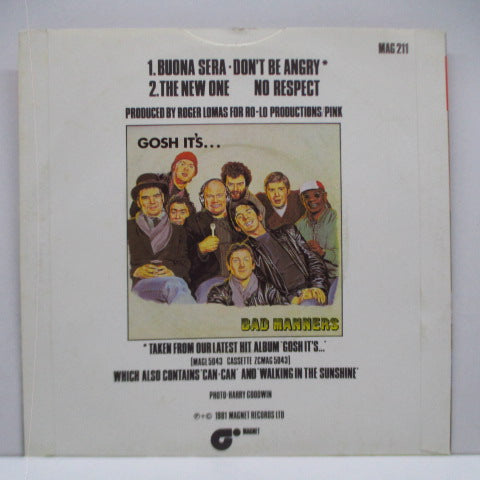 MAG 211
1. BUONA SERA · DON'T BE ANGRY *
2. THE NEW ONE NO RESPECT
PRODUCED BY ROGER LOMAS FOR RO-LO PRODUCTIONS/PINK
GOSH IT'S...
BAD MANNERS
* TAKEN FROM OUR LATEST HIT ALBUM 'GOSH IT'S...'
[MAGL 5043 CASSETTE ZCMAG 5043]
WHICH ALSO CONTAINS 'CAN·CAN' AND 'WALKING IN THE SUNSHINE'
PHOTO·HARRY GOODWIN
℗+© 1981 MAGNET RECORDS LTD
MAGNET